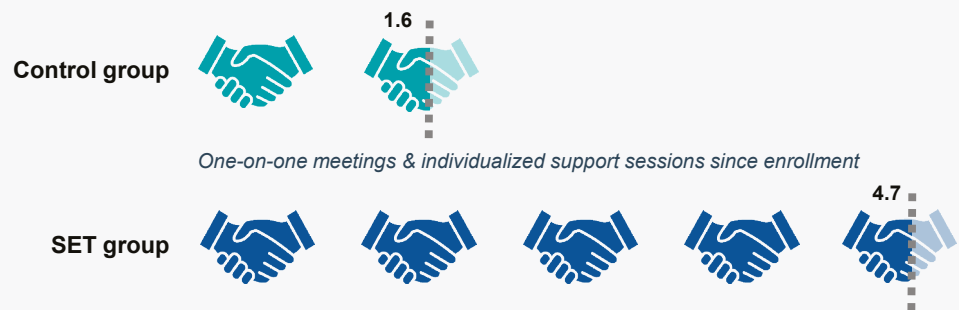 1.6
Control group
One-on-one meetings & individualized support sessions since enrollment
4.7
SET group